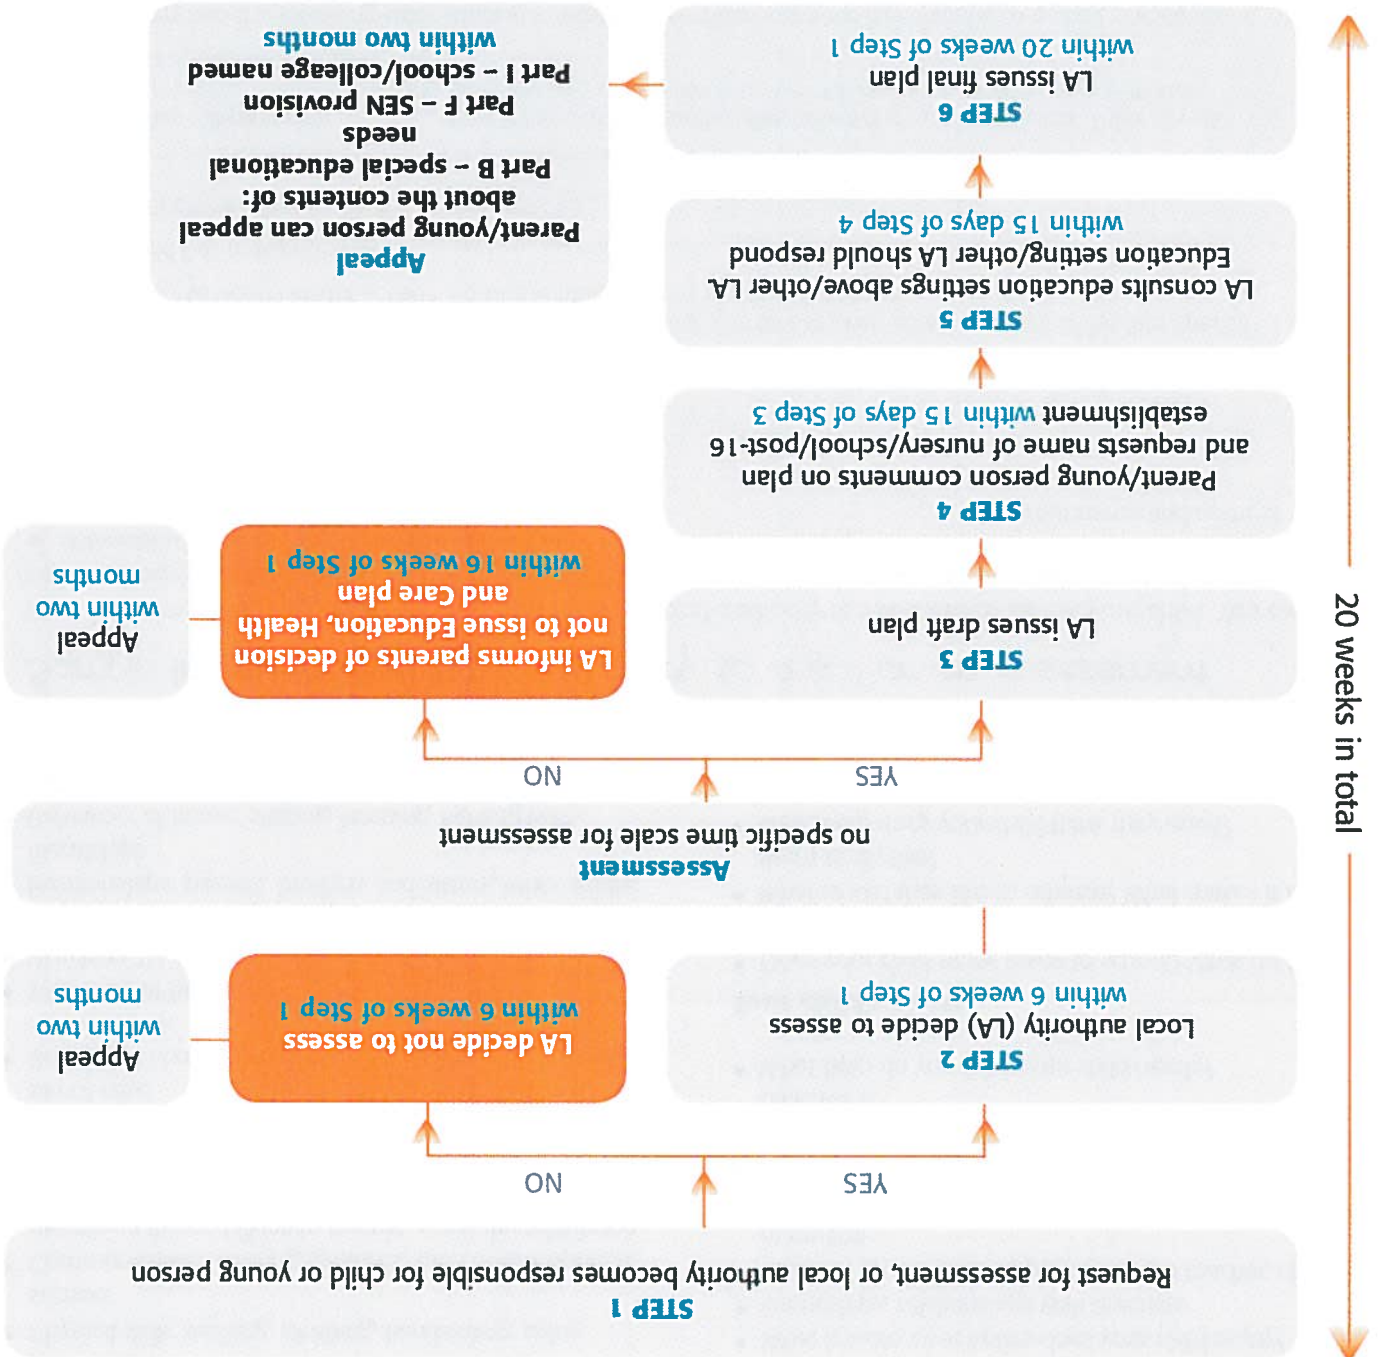 STEP 1
Request for assessment, or local authority becomes responsible for child or young person
YES
NO
STEP 2
Local authority (LA) decide to assess
within 6 weeks of Step 1
LA decide not to assess
within 6 weeks of Step 1
Appeal
within two
months
Assessment
no specific time scale for assessment
YES
NO
STEP 3
LA issues draft plan
LA informs parents of decision
not to issue Education, Health
and Care plan
within 16 weeks of Step 1
Appeal
within two
months
STEP 4
Parent/young person comments on plan
and requests name of nursery/school/post-16
establishment within 15 days of Step 3
STEP 5
LA consults education settings above/other LA.
Education setting/other LA should respond
within 15 days of Step 4
STEP 6
LA issues final plan
within 20 weeks of Step 1
Appeal
Parent/young person can appeal
about the contents of:
Part B – special educational
needs
Part F – SEN provision
Part I – school/colleage named
within two months
20 weeks in total